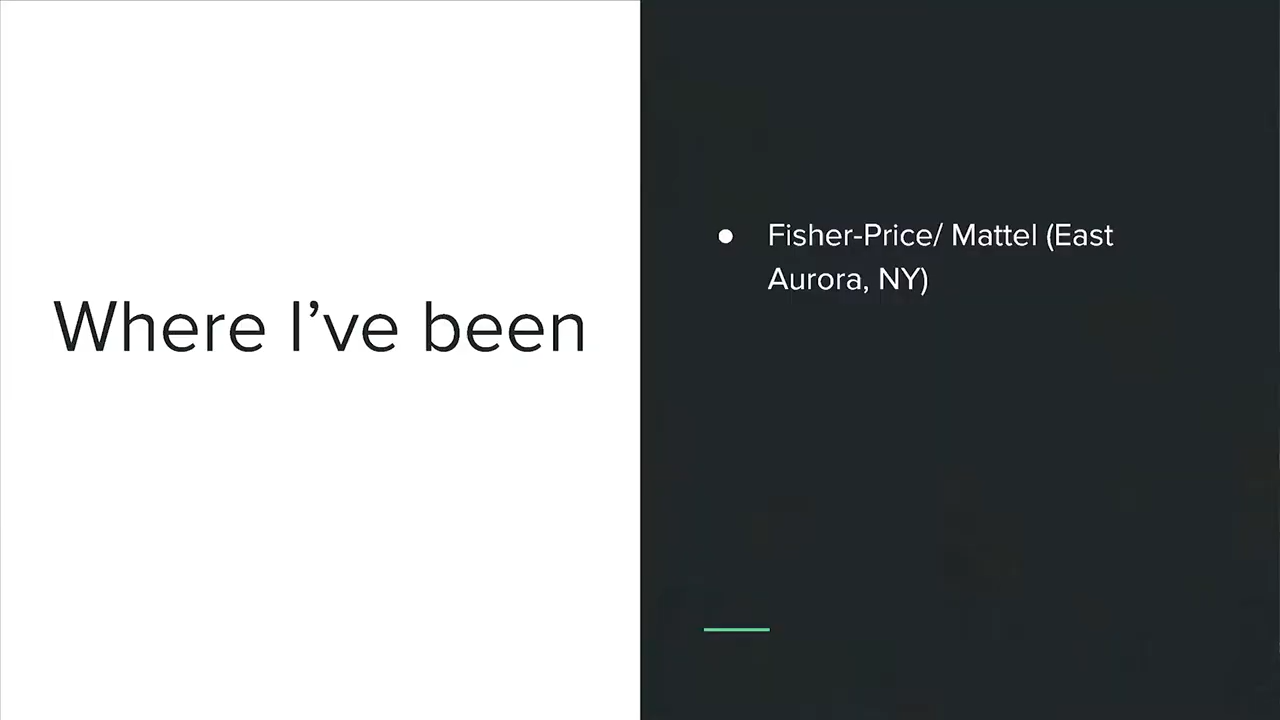 Where I’ve been
● Fisher-Price/ Mattel (East
Aurora, NY)